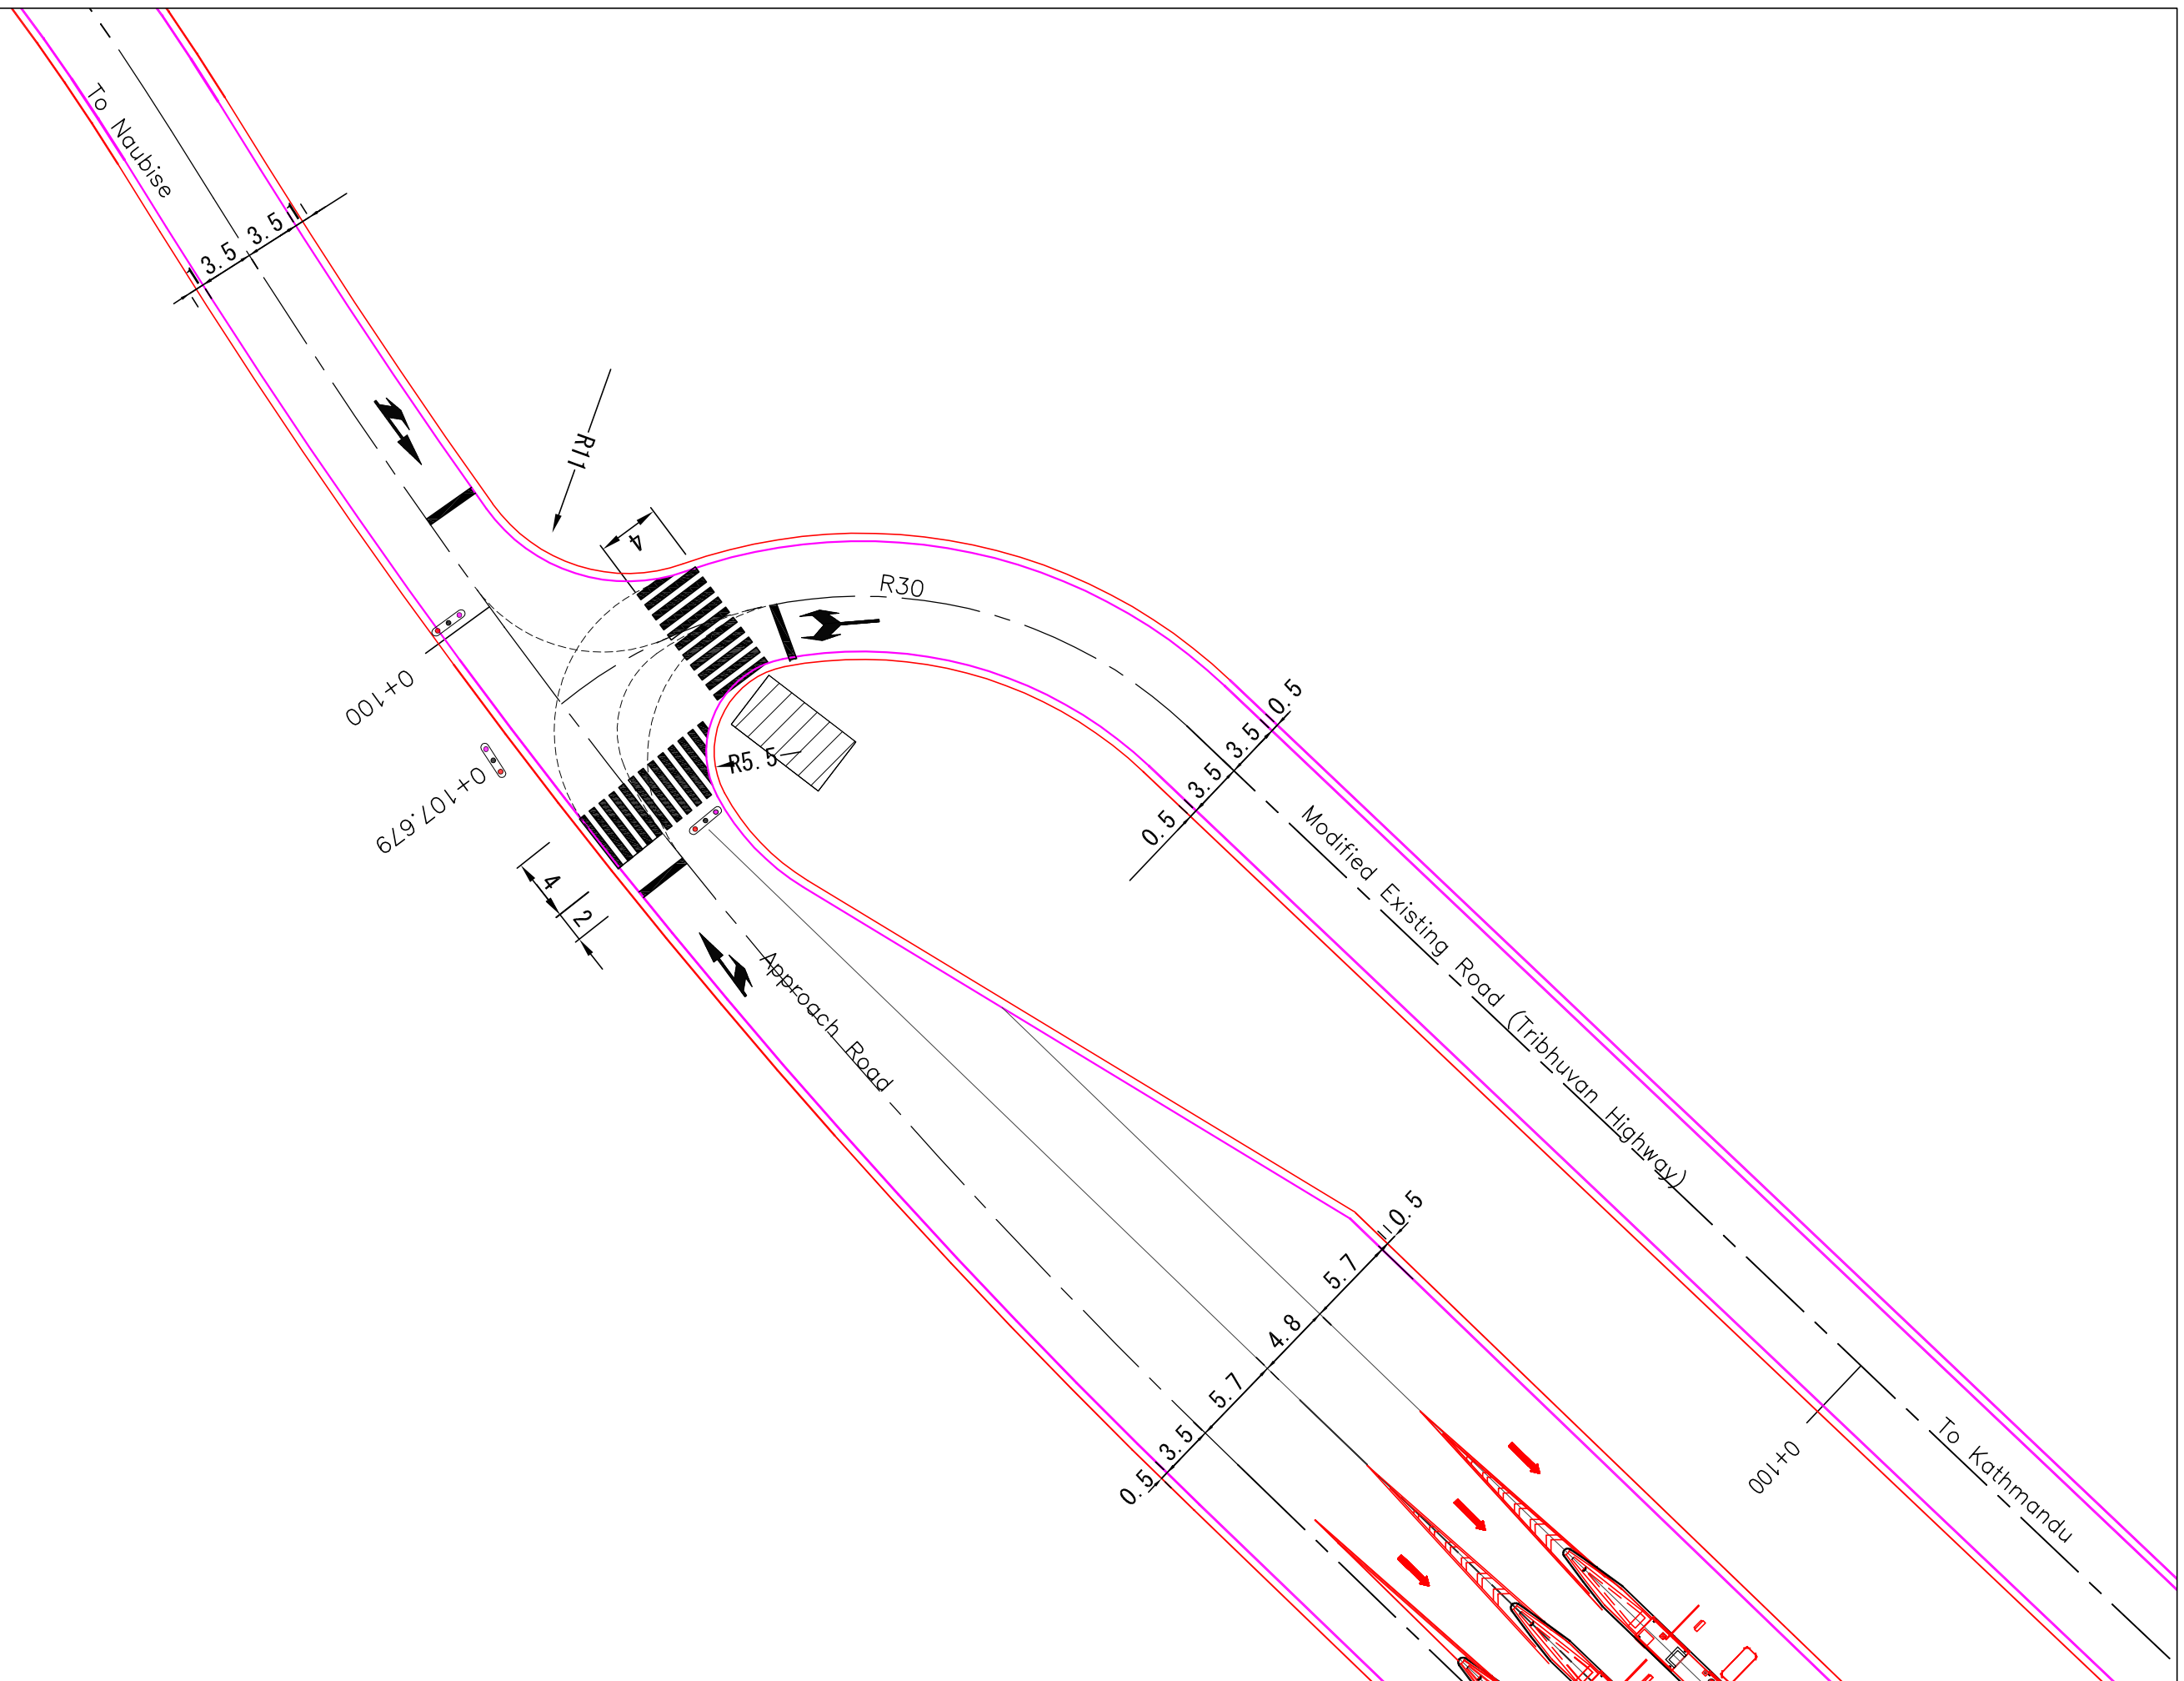 To Naubise
1
3.5
3.5
1
R11
4
R30
0+100
0+107.679
R5.5
4
2
0.5
3.5
3.5
0.5
Modified Existing Road (Tribhuvan Highway)
Approach Road
0.5
5.7
4.8
5.7
3.5
0.5
0+100
To Kathmandu